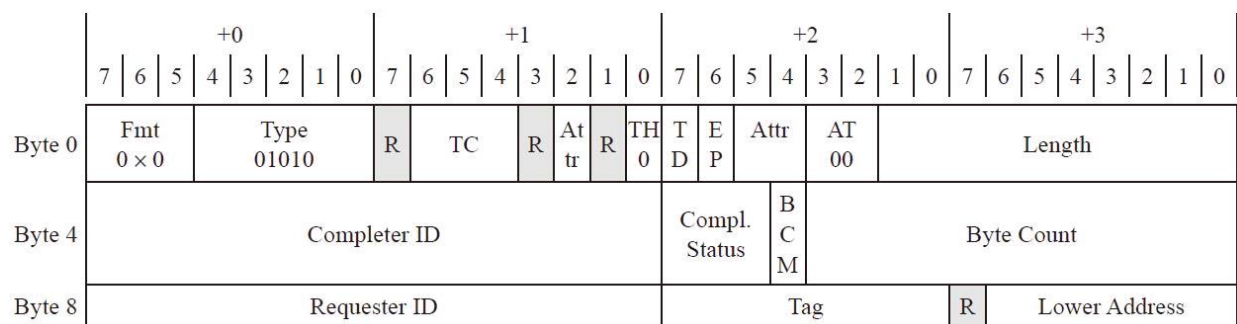 +0 +1 +2 +3
7 6 5 4 3 2 1 0 7 6 5 4 3 2 1 0 7 6 5 4 3 2 1 0 7 6 5 4 3 2 1 0
Byte 0 Fmt 0 × 0 Type 01010 R TC R At tr R TH 0 T D E P Attr AT 00 Length
Byte 4 Completer ID Compl. Status B C M Byte Count
Byte 8 Requester ID Tag R Lower Address